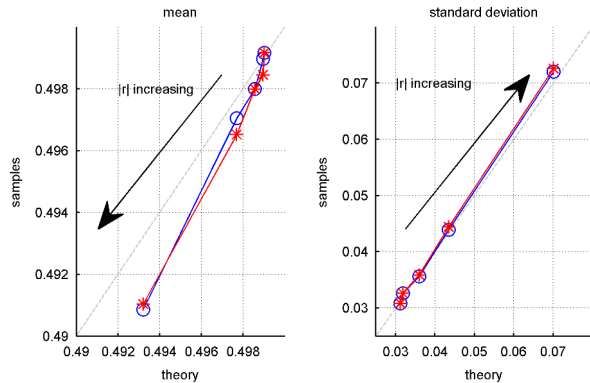 mean
standard deviation
0.498
0.496
0.494
0.492
0.49
samples
|r| increasing
0.49 0.492 0.494 0.496 0.498
theory
0.07
0.06
0.05
0.04
0.03
samples
|r| increasing
0.03 0.04 0.05 0.06 0.07
theory